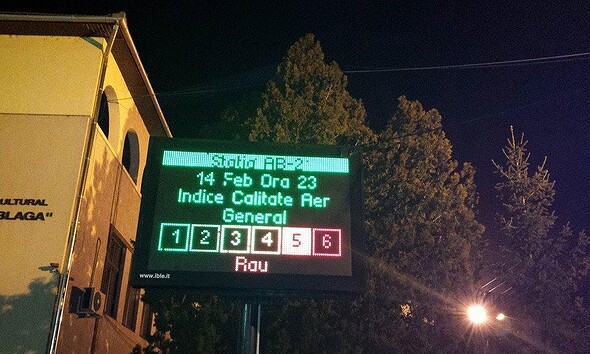 ULTURAL
BLAGA"
Statia AB-2
14 Feb Ora 23
Indice Calitate Aer
General
1 2 3 4 5 6
Rau
www.ible.it